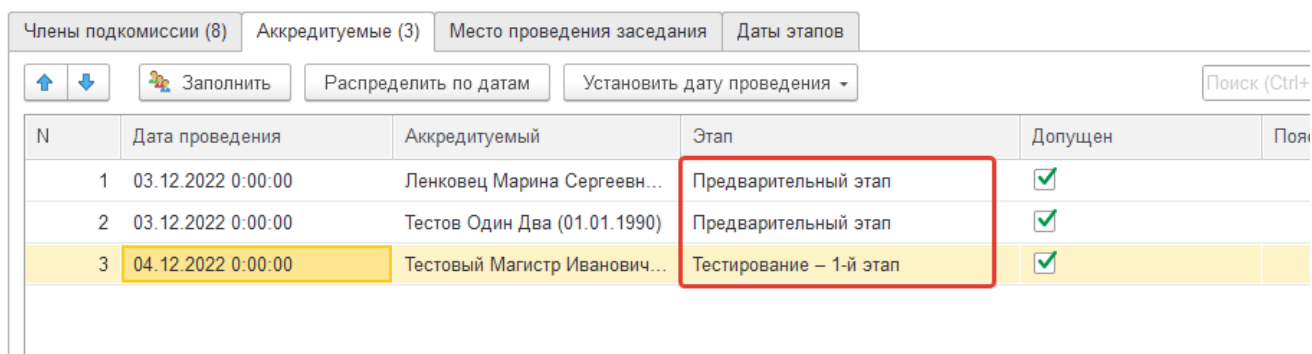 Члены подкомиссии (8) Аккредитуемые (3) Место проведения заседания Даты этапов
Заполнить Распределить по датам Установить дату проведения Поиск (Ctrl+
N Дата проведения Аккредитуемый Этап Допущен Пояс
1 03.12.2022 0:00:00 Ленковец Марина Сергеевн... Предварительный этап
2 03.12.2022 0:00:00 Тестов Один Два (01.01.1990) Предварительный этап
3 04.12.2022 0:00:00 Тестовый Магистр Иванович... Тестирование – 1-й этап